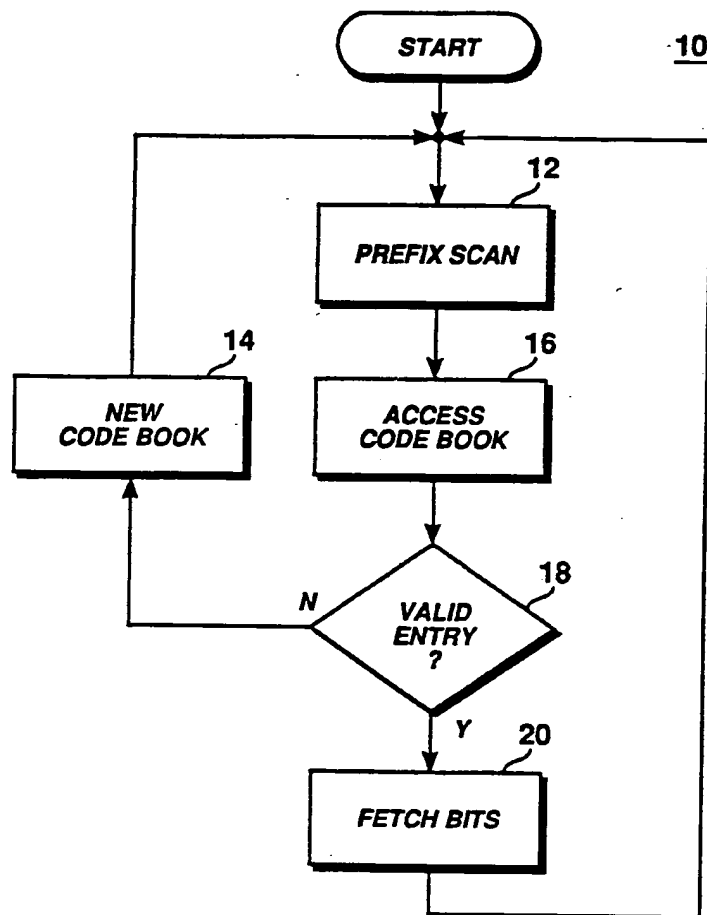 START
10
12
PREFIX SCAN
14
16
NEW
CODE BOOK
ACCESS
CODE BOOK
18
N
VALID
ENTRY
?
Y
20
FETCH BITS